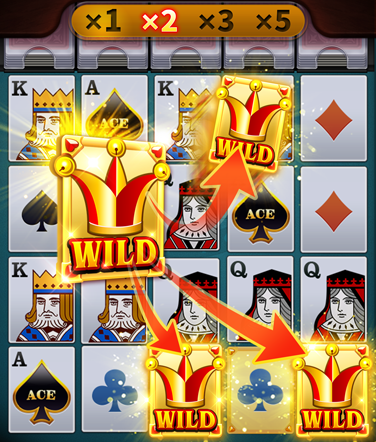 ×1 ×2 ×3 ×5
K A K
ACE WILD
WILD ACE
K Q Q
A
ACE WILD WILD